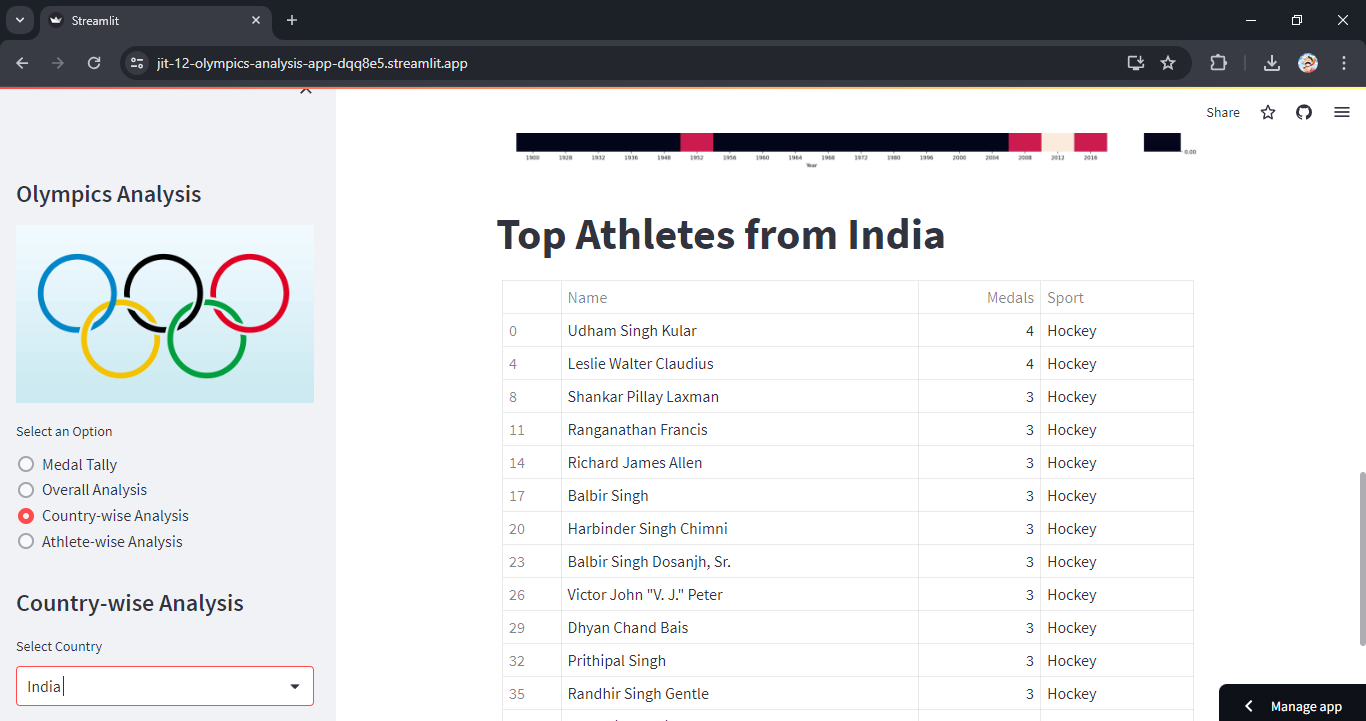 Streamlit
jit-12-olympics-analysis-app-dqq8e5.streamlit.app
Share
Olympics Analysis
Select an Option
Medal Tally
Overall Analysis
Country-wise Analysis
Athlete-wise Analysis
Country-wise Analysis
Select Country
India
0.00
1900 1928 1932 1936 1948 1952 1956 1960 1964 1968 1972 1980 1996 2000 2004 2008 2012 2016
Year
Top Athletes from India
Name Medals Sport
0 Udham Singh Kular 4 Hockey
4 Leslie Walter Claudius 4 Hockey
8 Shankar Pillay Laxman 3 Hockey
11 Ranganathan Francis 3 Hockey
14 Richard James Allen 3 Hockey
17 Balbir Singh 3 Hockey
20 Harbinder Singh Chimni 3 Hockey
23 Balbir Singh Dosanjh, Sr. 3 Hockey
26 Victor John "V. J." Peter 3 Hockey
29 Dhyan Chand Bais 3 Hockey
32 Prithipal Singh 3 Hockey
35 Randhir Singh Gentle 3 Hockey
Manage app